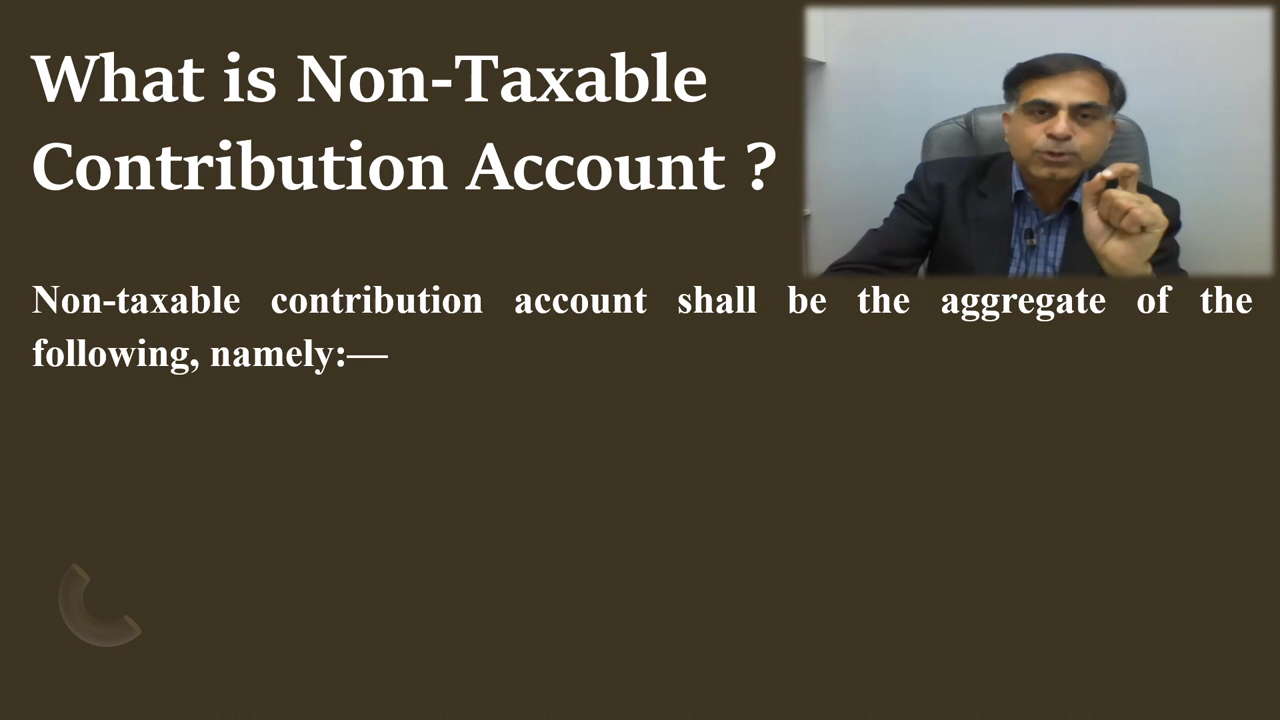 What is Non-Taxable
Contribution Account ?
Non-taxable contribution account shall be the aggregate of the
following, namely:—